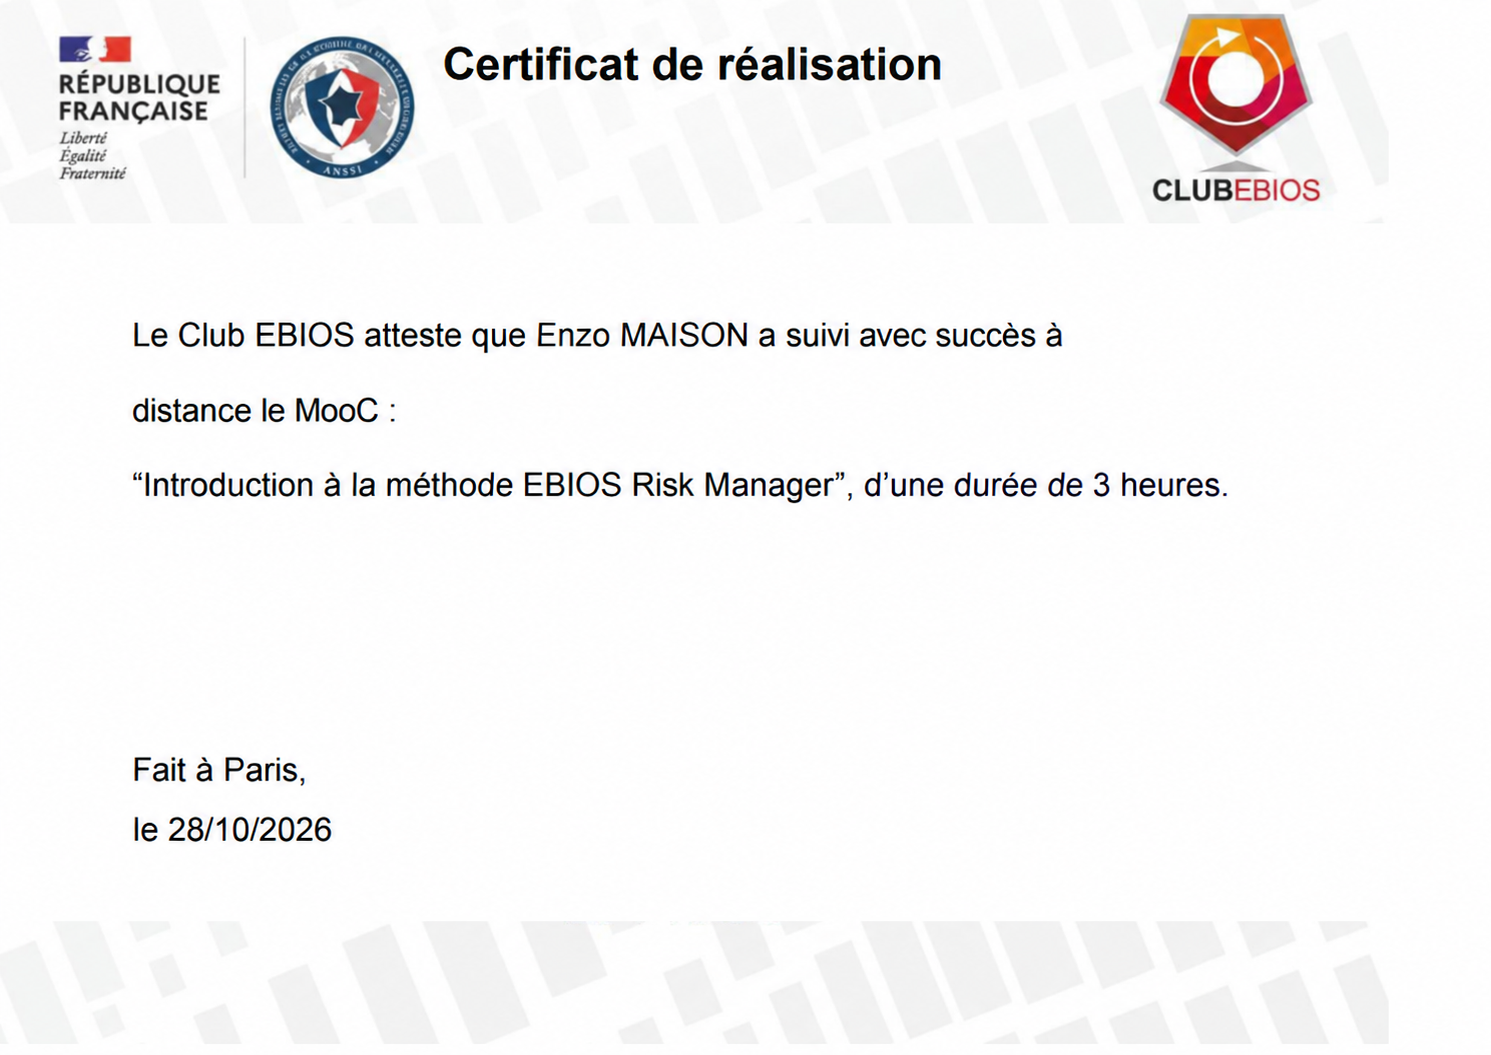 RÉPUBLIQUE
FRANÇAISE
Liberté
Égalité
Fraternité
ANSSI
Certificat de réalisation
CLUBEBIOS
Le Club EBIOS atteste que Enzo MAISON a suivi avec succès à
distance le MooC :
“Introduction à la méthode EBIOS Risk Manager”, d’une durée de 3 heures.
Fait à Paris,
le 28/10/2026